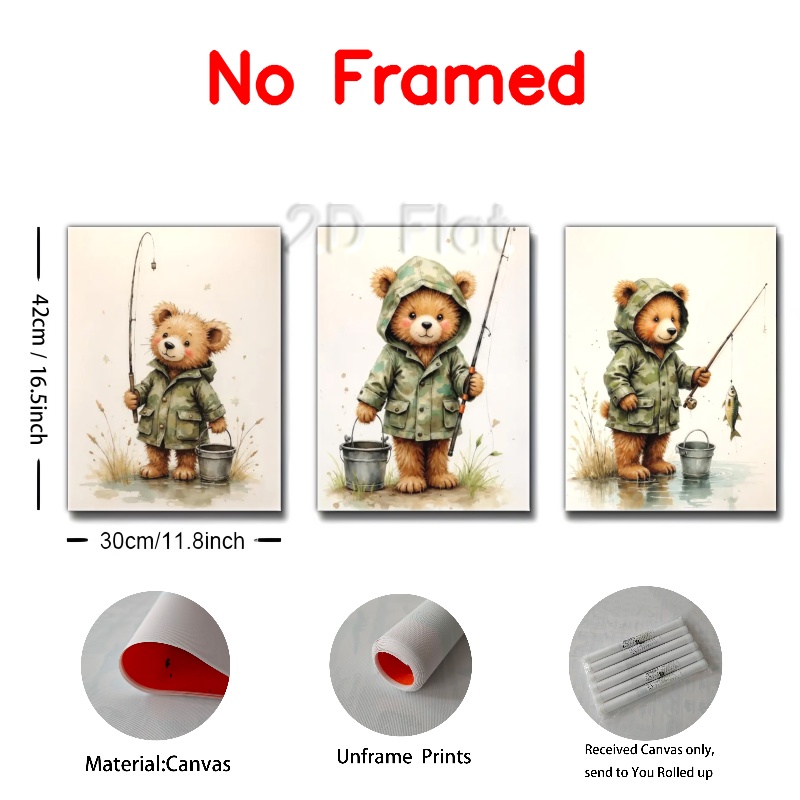 No Framed
2D Flat
42cm / 16.5inch
30cm/11.8inch
Material:Canvas
Unframe Prints
Received Canvas only,
send to You Rolled up